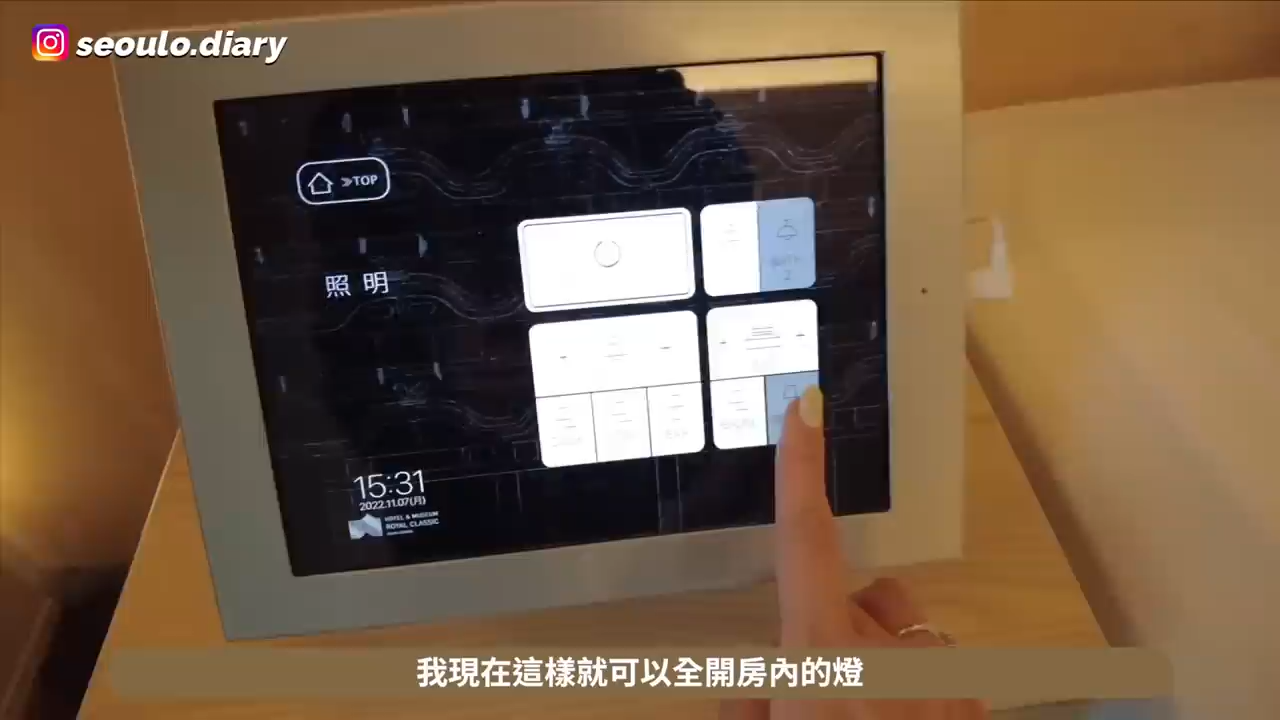 seoulo.diary
≫TOP
照明
15:31
2022.11.07(月)
HOTEL & MUSEUM
ROYAL CLASSIC
我現在這樣就可以全開房內的燈